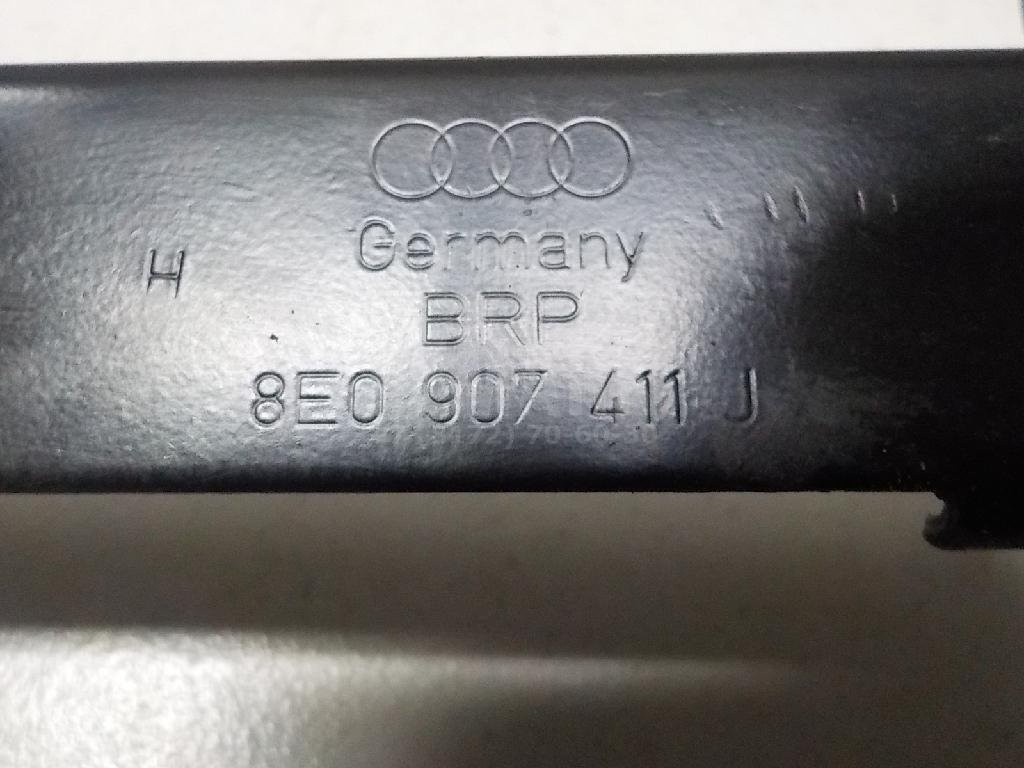 Germany
H
BRP
8E0 907 411 J